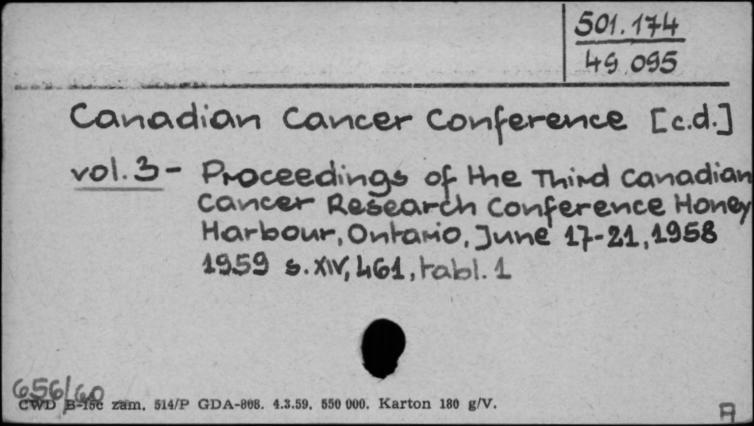 501.174
49.095
Canadian Cancer Conference [c.d.]
vol. 3 - Proceedings of the Third Canadian
Cancer Research Conference Honey
Harbour, Ontario, June 17-21, 1958
1959 s. XIV, 461, tabl. 1
656/60
CWD B-15c zam. 514/P GDA-808. 4.3.59. 550 000. Karton 180 g/V.
A